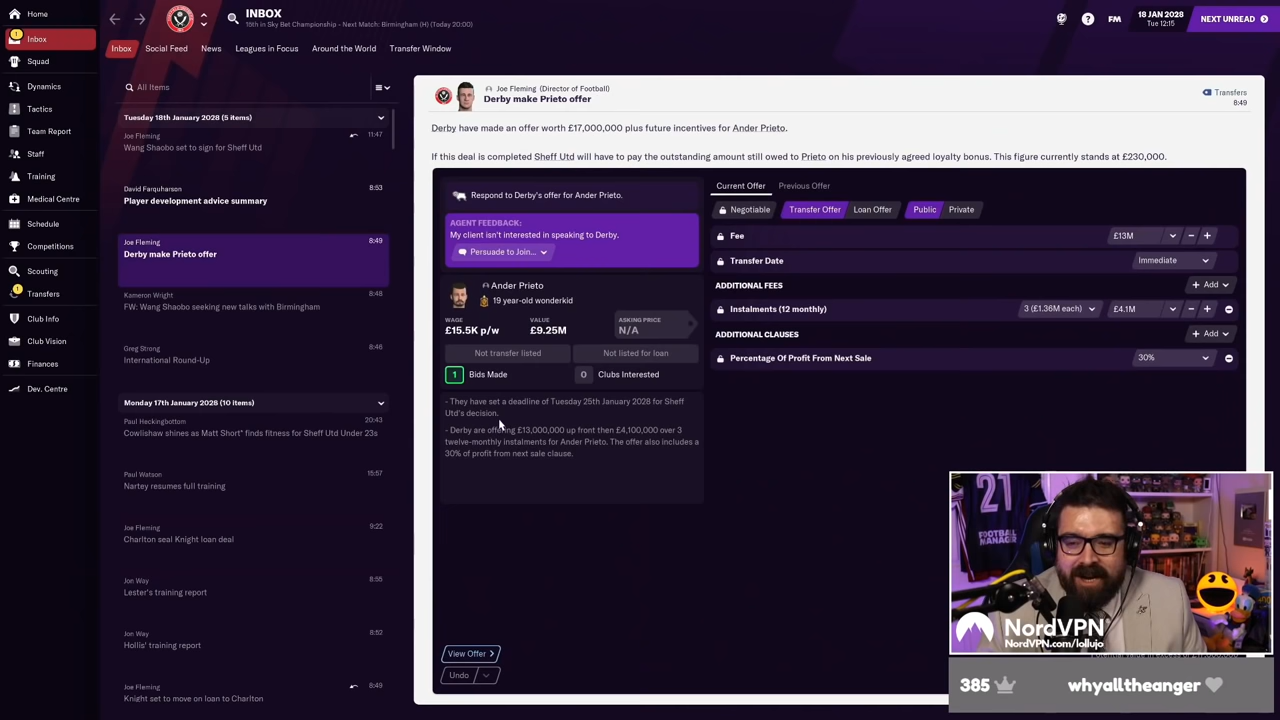 Home
1
Inbox
Squad
Dynamics
Tactics
Team Report
Staff
Training
Medical Centre
Schedule
Competitions
Scouting
1
Transfers
Club Info
Club Vision
Finances
Dev. Centre
INBOX
15th in Sky Bet Championship - Next Match: Birmingham (H) (Today 20:00)
FM
18 JAN 2028
Tue 12:15
NEXT UNREAD
Inbox
Social Feed
News
Leagues in Focus
Around the World
Transfer Window
All Items
Tuesday 18th January 2028 (5 items)
Joe Fleming 11:47
Wang Shaobo set to sign for Sheff Utd
David Farquharson 8:53
Player development advice summary
Joe Fleming 8:49
Derby make Prieto offer
Kameron Wright 8:48
FW: Wang Shaobo seeking new talks with Birmingham
Greg Strong 8:46
International Round-Up
Monday 17th January 2028 (10 items)
Paul Heckingbottom 20:43
Cowlishaw shines as Matt Short* finds fitness for Sheff Utd Under 23s
Paul Watson 15:57
Nartey resumes full training
Joe Fleming 9:22
Charlton seal Knight loan deal
Jon Way 8:55
Lester's training report
Jon Way 8:52
Hollis' training report
Joe Fleming 8:49
Knight set to move on loan to Charlton
Joe Fleming (Director of Football)
Derby make Prieto offer
Transfers
8:49
Derby have made an offer worth £17,000,000 plus future incentives for Ander Prieto.
If this deal is completed Sheff Utd will have to pay the outstanding amount still owed to Prieto on his previously agreed loyalty bonus. This figure currently stands at £230,000.
Respond to Derby's offer for Ander Prieto.
AGENT FEEDBACK:
My client isn't interested in speaking to Derby.
Persuade to Join...
Ander Prieto
19 year-old wonderkid
WAGE
£15.5K p/w
VALUE
£9.25M
ASKING PRICE
N/A
Not transfer listed
Not listed for loan
1 Bids Made
0 Clubs Interested
- They have set a deadline of Tuesday 25th January 2028 for Sheff
Utd's decision.
- Derby are offering £13,000,000 up front then £4,100,000 over 3
twelve-monthly instalments for Ander Prieto. The offer also includes a
30% of profit from next sale clause.
View Offer
Undo
Current Offer
Previous Offer
Negotiable
Transfer Offer
Loan Offer
Public
Private
Fee £13M
Transfer Date Immediate
ADDITIONAL FEES + Add
Instalments (12 monthly) 3 (£1.36M each) £4.1M
ADDITIONAL CLAUSES + Add
Percentage Of Profit From Next Sale 30%
21
FOOTBALL
MANAGER
NordVPN
NordVPN.com/lollujo
385
whyalltheanger